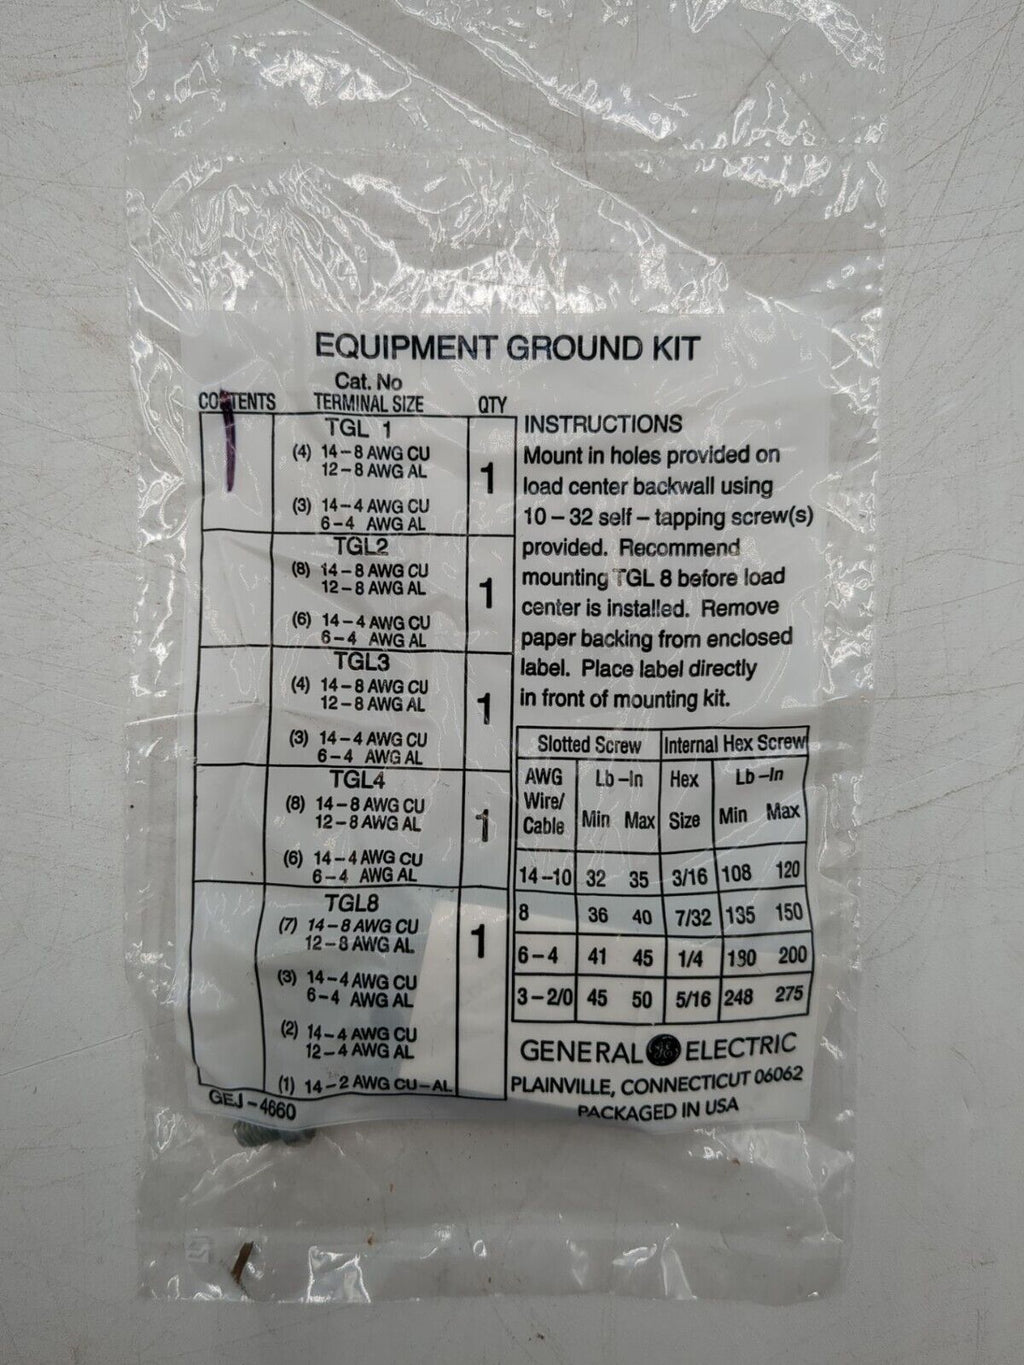 EQUIPMENT GROUND KIT
Cat. No
CONTENTS TERMINAL SIZE QTY
TGL 1
(4) 14–8 AWG CU
12–8 AWG AL
1
(3) 14–4 AWG CU
6–4 AWG AL
TGL2
(8) 14–8 AWG CU
12–8 AWG AL
1
(6) 14–4 AWG CU
6–4 AWG AL
TGL3
(4) 14–8 AWG CU
12–8 AWG AL
1
(3) 14–4 AWG CU
6–4 AWG AL
TGL4
(8) 14–8 AWG CU
12–8 AWG AL
1
(6) 14–4 AWG CU
6–4 AWG AL
TGL8
(7) 14–8 AWG CU
12–8 AWG AL
1
(3) 14–4 AWG CU
6–4 AWG AL
(2) 14–4 AWG CU
12–4 AWG AL
(1) 14–2 AWG CU–AL
GEJ–4660
INSTRUCTIONS
Mount in holes provided on
load center backwall using
10–32 self–tapping screw(s)
provided. Recommend
mounting TGL 8 before load
center is installed. Remove
paper backing from enclosed
label. Place label directly
in front of mounting kit.
Slotted Screw Internal Hex Screw
AWG Lb–In Hex Lb–In
Wire/
Cable Min Max Size Min Max
14–10 32 35 3/16 108 120
8 36 40 7/32 135 150
6–4 41 45 1/4 180 200
3–2/0 45 50 5/16 248 275
GENERAL GE ELECTRIC
PLAINVILLE, CONNECTICUT 06062
PACKAGED IN USA